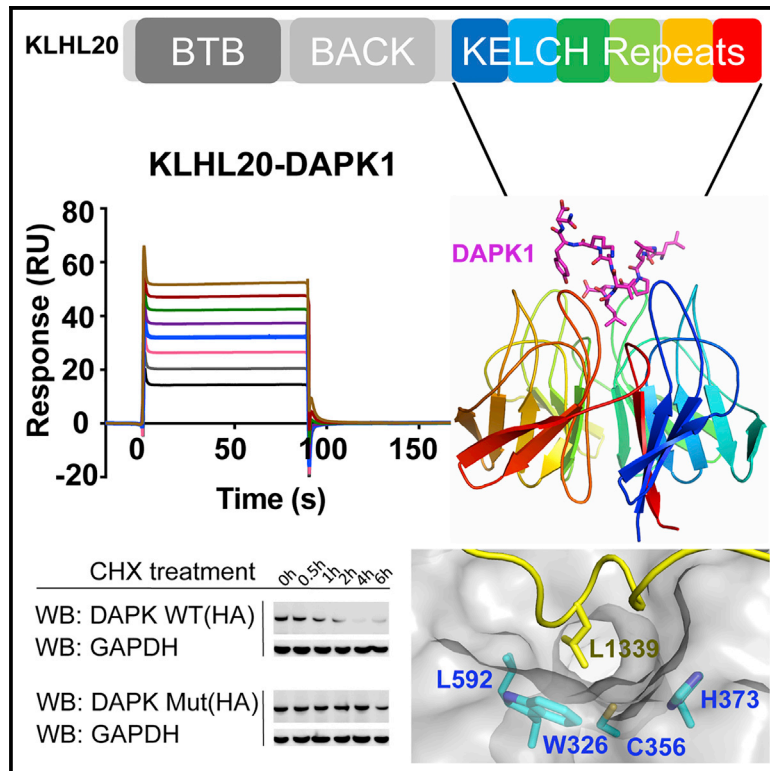 KLHL20 BTB BACK KELCH Repeats
KLHL20-DAPK1
80
60
40
20
0
-20
Response (RU)
0 50 100 150
Time (s)
DAPK1
CHX treatment 0h 0.5h 1h 2h 4h 6h
WB: DAPK WT(HA)
WB: GAPDH
WB: DAPK Mut(HA)
WB: GAPDH
L1339
L592
H373
W326 C356